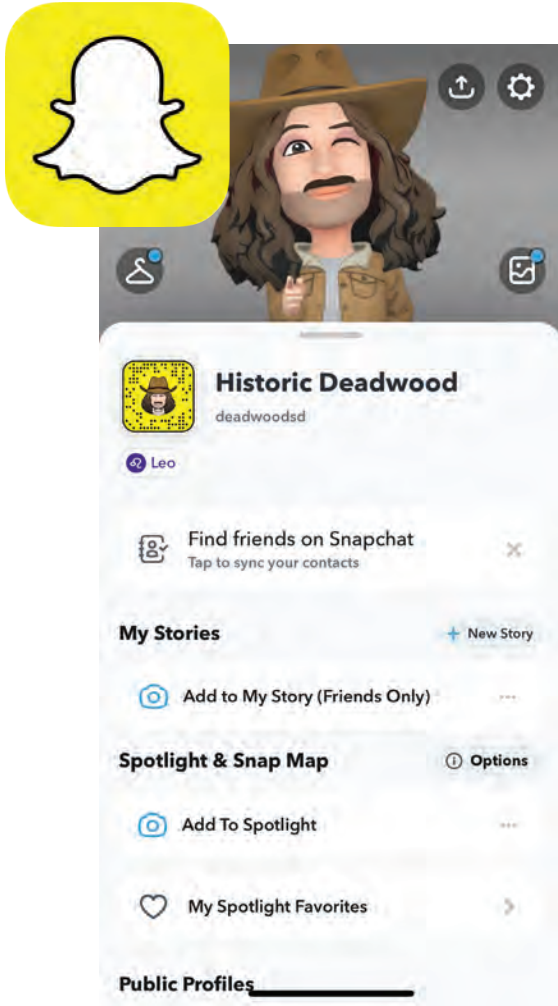 Historic Deadwood
deadwoodsd
Leo
Find friends on Snapchat
Tap to sync your contacts
My Stories
+ New Story
Add to My Story (Friends Only)
Spotlight & Snap Map
Options
Add To Spotlight
My Spotlight Favorites
Public Profiles